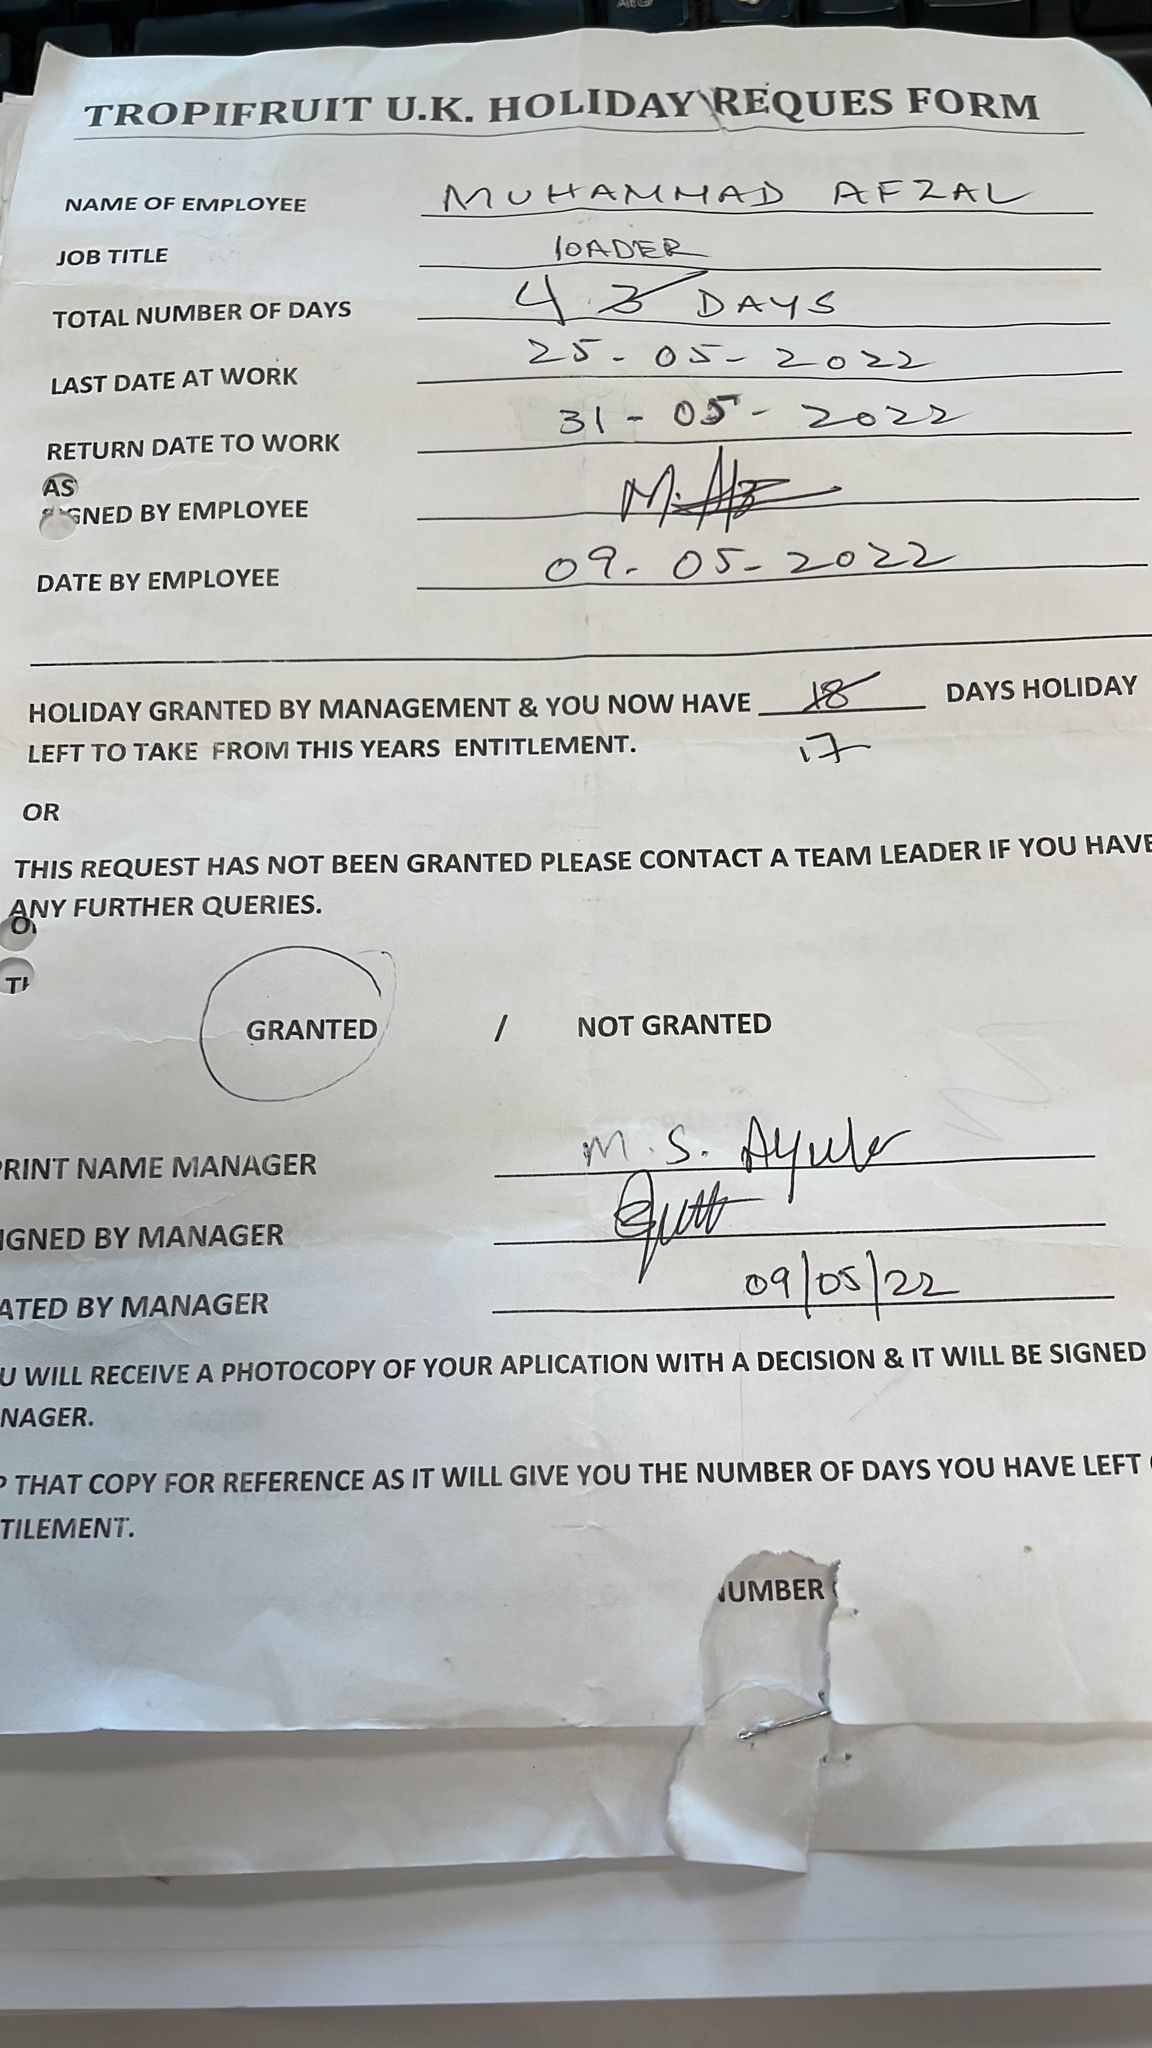 TROPIFRUIT U.K. HOLIDAY REQUES FORM
NAME OF EMPLOYEE MUHAMMAD AFZAL
JOB TITLE LOADER
TOTAL NUMBER OF DAYS 4 3 DAYS
LAST DATE AT WORK 25-05-2022
RETURN DATE TO WORK 31-05-2022
AS
SIGNED BY EMPLOYEE
DATE BY EMPLOYEE 09-05-2022
HOLIDAY GRANTED BY MANAGEMENT & YOU NOW HAVE 18 DAYS HOLIDAY
LEFT TO TAKE FROM THIS YEARS ENTITLEMENT. 17
OR
THIS REQUEST HAS NOT BEEN GRANTED PLEASE CONTACT A TEAM LEADER IF YOU HAVE
ANY FURTHER QUERIES.
GRANTED / NOT GRANTED
RINT NAME MANAGER M. S.
IGNED BY MANAGER
ATED BY MANAGER 09/05/22
U WILL RECEIVE A PHOTOCOPY OF YOUR APLICATION WITH A DECISION & IT WILL BE SIGNED
NAGER.
P THAT COPY FOR REFERENCE AS IT WILL GIVE YOU THE NUMBER OF DAYS YOU HAVE LEFT
TILEMENT.
NUMBER